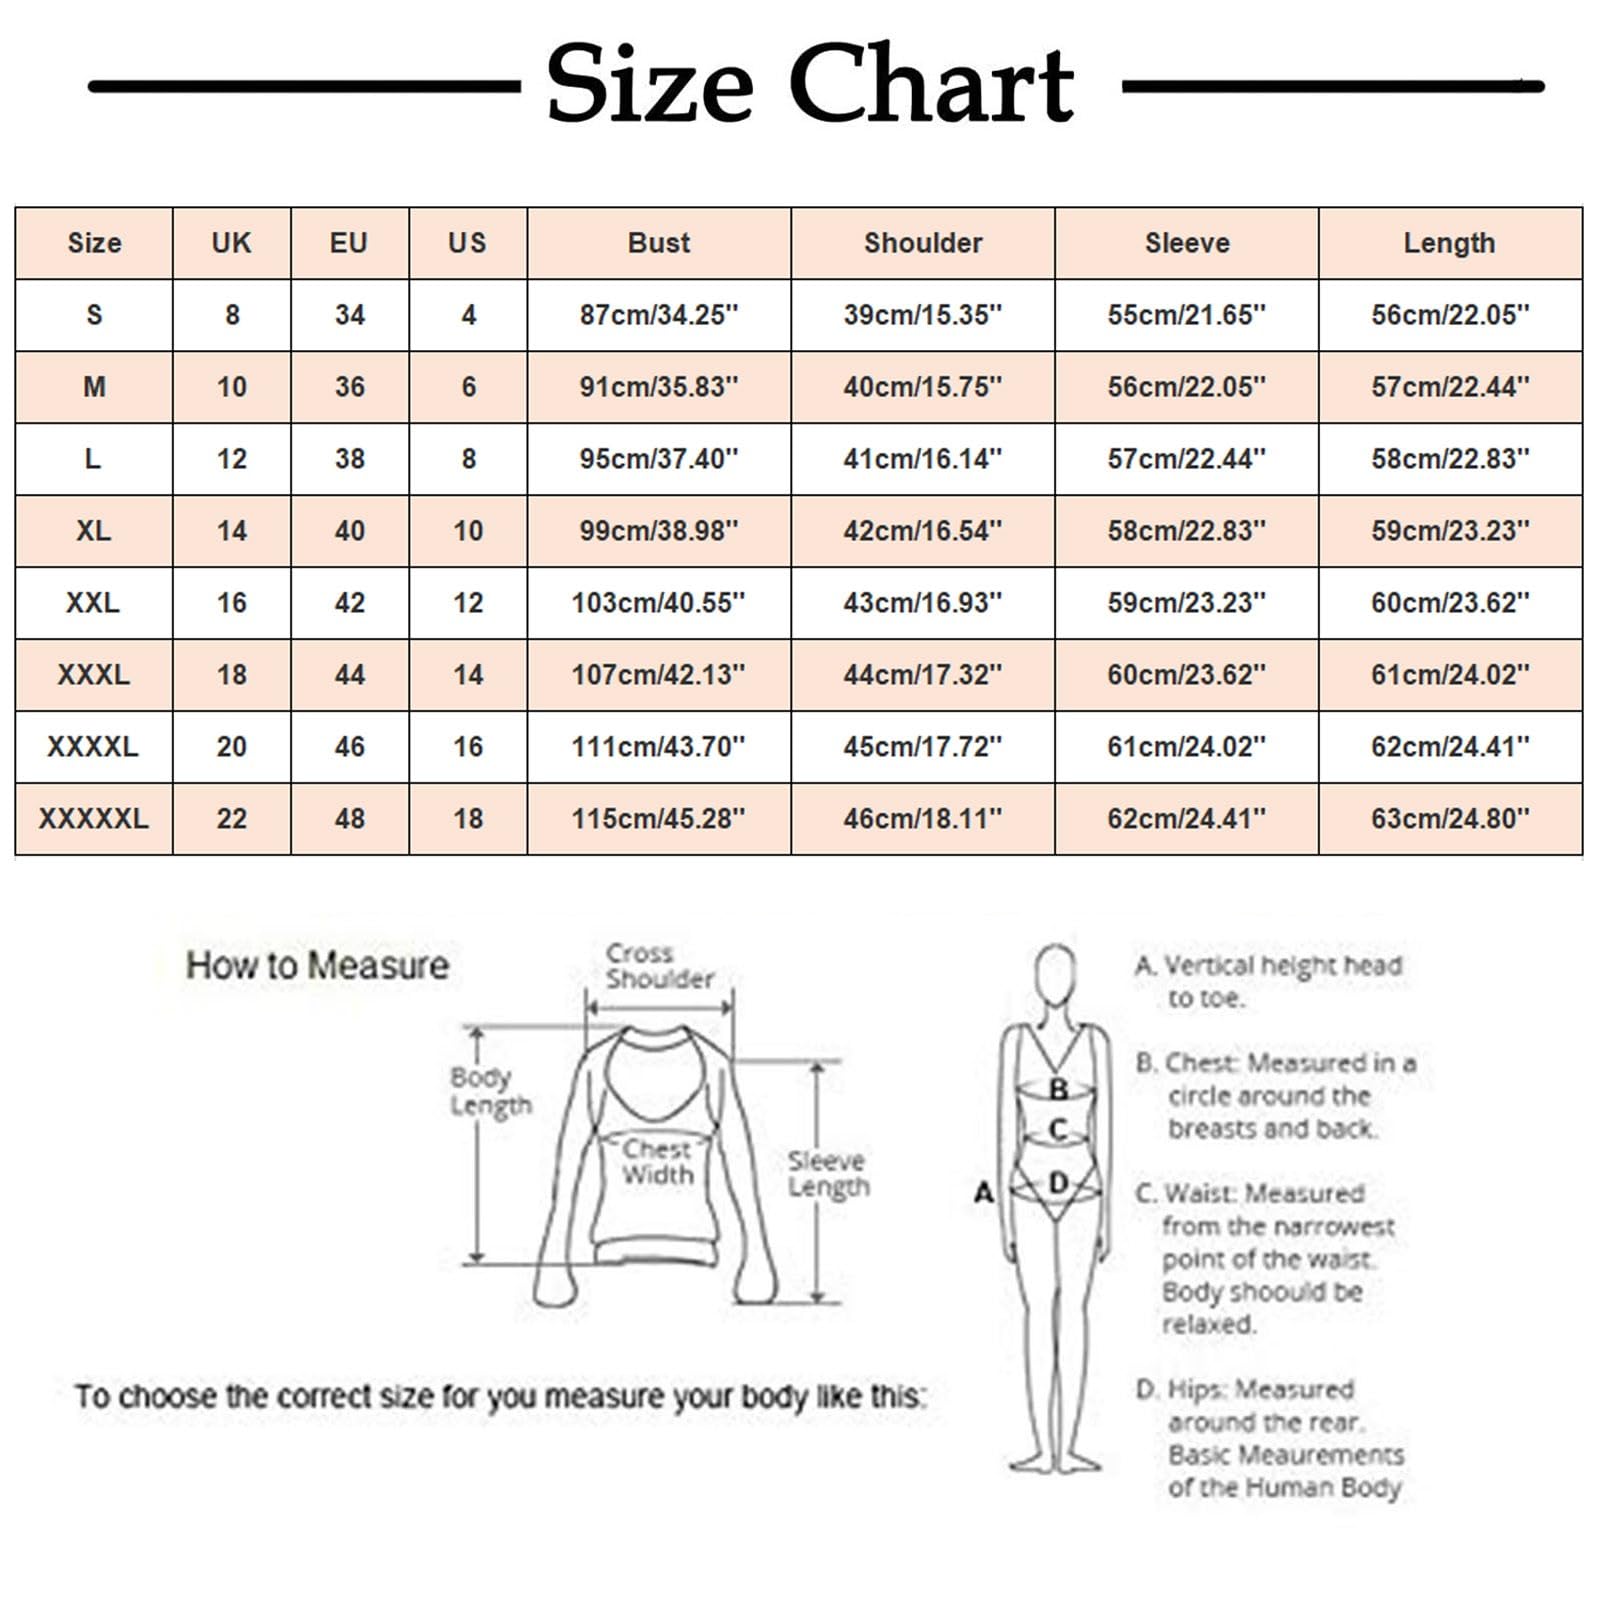 Size Chart
Size UK EU US Bust Shoulder Sleeve Length
S 8 34 4 87cm/34.25" 39cm/15.35" 55cm/21.65" 56cm/22.05"
M 10 36 6 91cm/35.83" 40cm/15.75" 56cm/22.05" 57cm/22.44"
L 12 38 8 95cm/37.40" 41cm/16.14" 57cm/22.44" 58cm/22.83"
XL 14 40 10 99cm/38.98" 42cm/16.54" 58cm/22.83" 59cm/23.23"
XXL 16 42 12 103cm/40.55" 43cm/16.93" 59cm/23.23" 60cm/23.62"
XXXL 18 44 14 107cm/42.13" 44cm/17.32" 60cm/23.62" 61cm/24.02"
XXXXL 20 46 16 111cm/43.70" 45cm/17.72" 61cm/24.02" 62cm/24.41"
XXXXXL 22 48 18 115cm/45.28" 46cm/18.11" 62cm/24.41" 63cm/24.80"
How to Measure
Cross
Shoulder
Body
Length
Chest
Width
Sleeve
Length
To choose the correct size for you measure your body like this:
B
C
D
A
A. Vertical height head
to toe.
B. Chest: Measured in a
circle around the
breasts and back.
C. Waist: Measured
from the narrowest
point of the waist.
Body shoould be
relaxed.
D. Hips: Measured
around the rear.
Basic Meaurements
of the Human Body